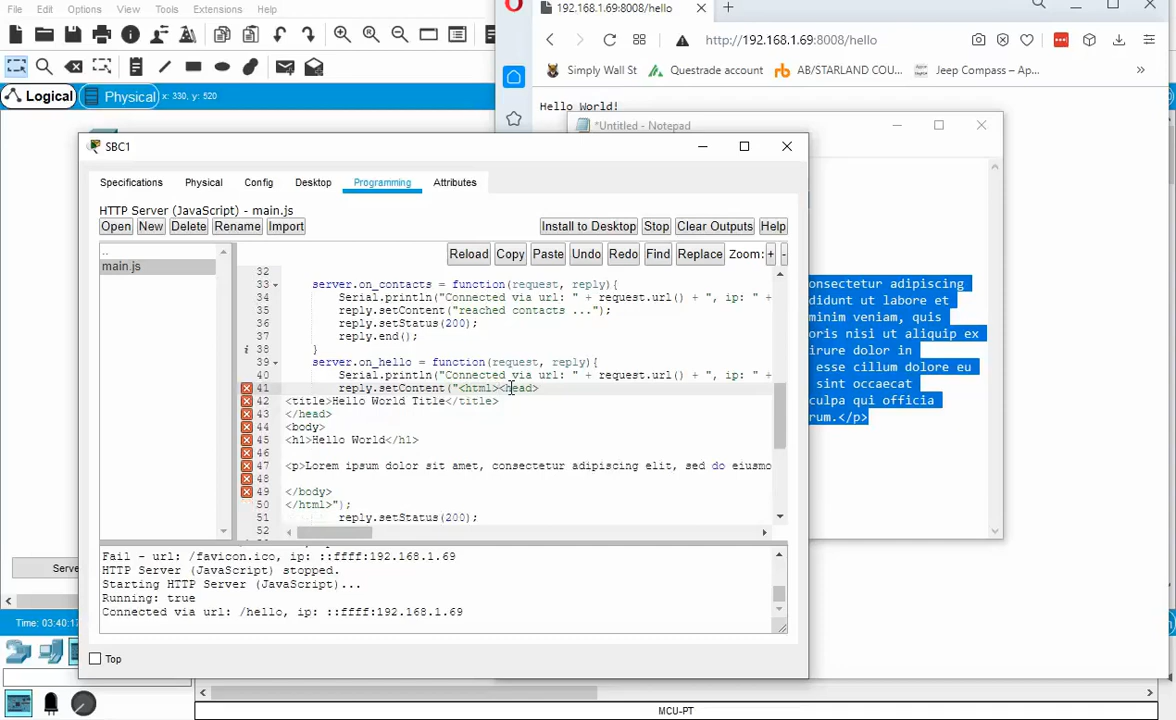 File Edit Options View Tools Extensions Help
192.168.1.69:8008/hello
http://192.168.1.69:8008/hello
Simply Wall St Questrade account AB/STARLAND COU... Jeep Compass – Ap...
Logical Physical x: 330, y: 520
Hello World!
*Untitled - Notepad
SBC1
Specifications Physical Config Desktop Programming Attributes
HTTP Server (JavaScript) - main.js
Open New Delete Rename Import Install to Desktop Stop Clear Outputs Help
..
main.js
Reload Copy Paste Undo Redo Find Replace Zoom: + -
32
33 server.on_contacts = function(request, reply){
34 Serial.println("Connected via url: " + request.url() + ", ip: " +
35 reply.setContent("reached contacts ...");
36 reply.setStatus(200);
37 reply.end();
38 }
39 server.on_hello = function(request, reply){
40 Serial.println("Connected via url: " + request.url() + ", ip: " +
41 reply.setContent("<html><head>
42 <title>Hello World Title</title>
43 </head>
44 <body>
45 <h1>Hello World</h1>
46
47 <p>Lorem ipsum dolor sit amet, consectetur adipiscing elit, sed do eiusmo
48
49 </body>
50 </html>");
51 reply.setStatus(200);
52
onsectetur adipiscing
didunt ut labore et
minim veniam, quis
oris nisi ut aliquip ex
irure dolor in
esse cillum dolore eu
sint occaecat
culpa qui officia
rum.</p>
Fail - url: /favicon.ico, ip: ::ffff:192.168.1.69
HTTP Server (JavaScript) stopped.
Starting HTTP Server (JavaScript)...
Running: true
Connected via url: /hello, ip: ::ffff:192.168.1.69
Top
Serve
Time: 03:40:17
MCU-PT